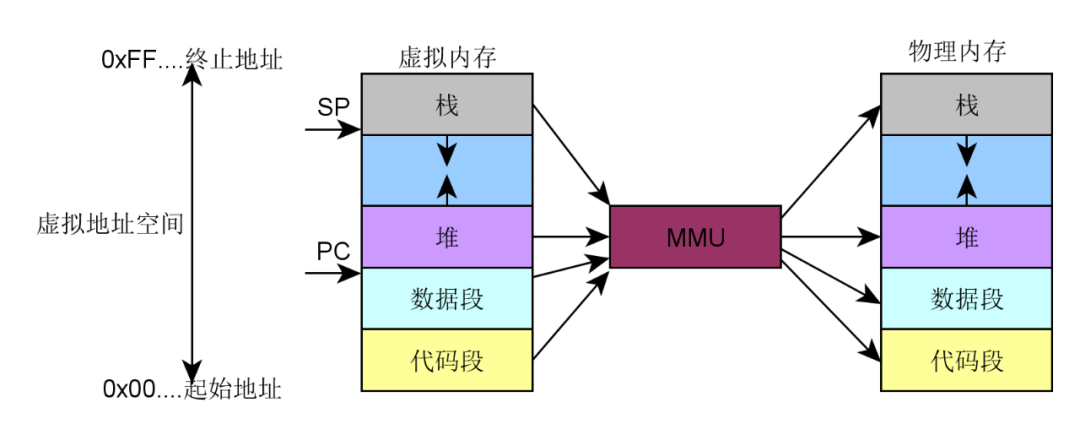 0xFF....终止地址
虚拟内存
物理内存
SP
栈
栈
虚拟地址空间
堆
MMU
堆
PC
数据段
数据段
代码段
代码段
0x00....起始地址